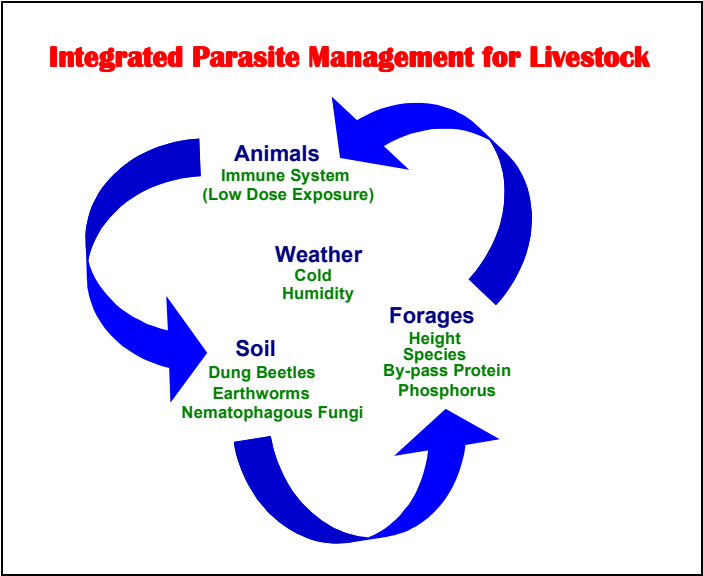 Integrated Parasite Management for Livestock
Animals
Immune System
(Low Dose Exposure)
Weather
Cold
Humidity
Forages
Height
Species
By-pass Protein
Phosphorus
Soil
Dung Beetles
Earthworms
Nematophagous Fungi